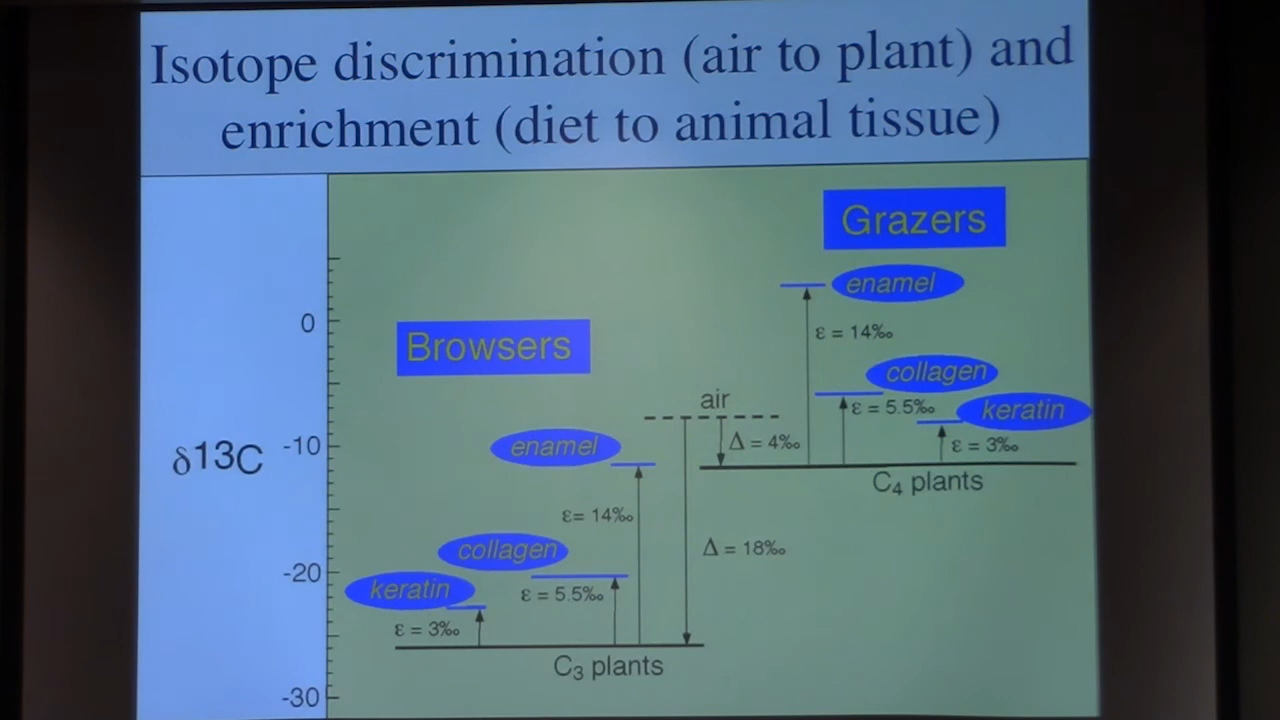 Isotope discrimination (air to plant) and
enrichment (diet to animal tissue)
Grazers
enamel
0
ε = 14‰
Browsers
collagen
air
ε = 5.5‰
keratin
δ13C
-10
enamel
Δ = 4‰
ε = 3‰
C₄ plants
ε= 14‰
collagen
Δ = 18‰
-20
keratin
ε = 5.5‰
ε = 3‰
C₃ plants
-30